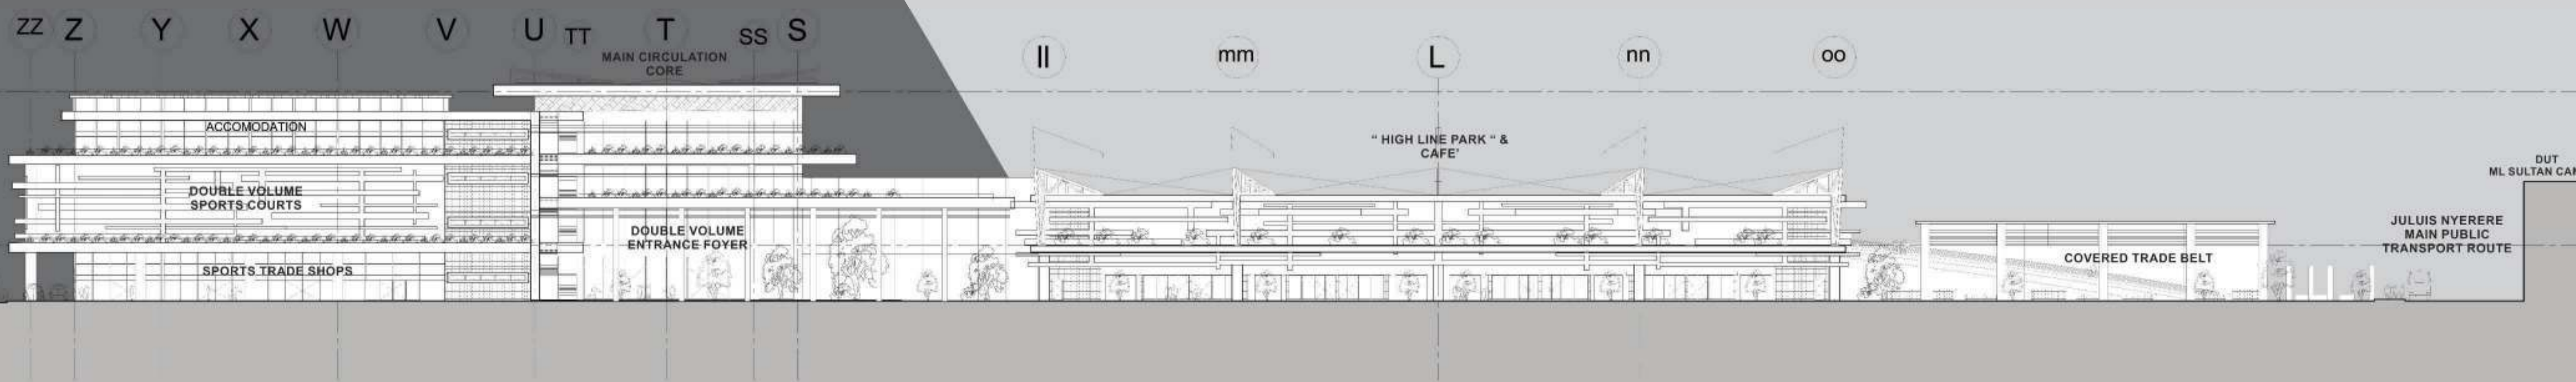 ZZ Z Y X W V U TT T SS S
MAIN CIRCULATION
CORE
ll mm L nn oo
ACCOMODATION
DOUBLE VOLUME
SPORTS COURTS
SPORTS TRADE SHOPS
DOUBLE VOLUME
ENTRANCE FOYER
“ HIGH LINE PARK “ &
CAFE'
COVERED TRADE BELT
JULUIS NYERERE
MAIN PUBLIC
TRANSPORT ROUTE
DUT
ML SULTAN CAM